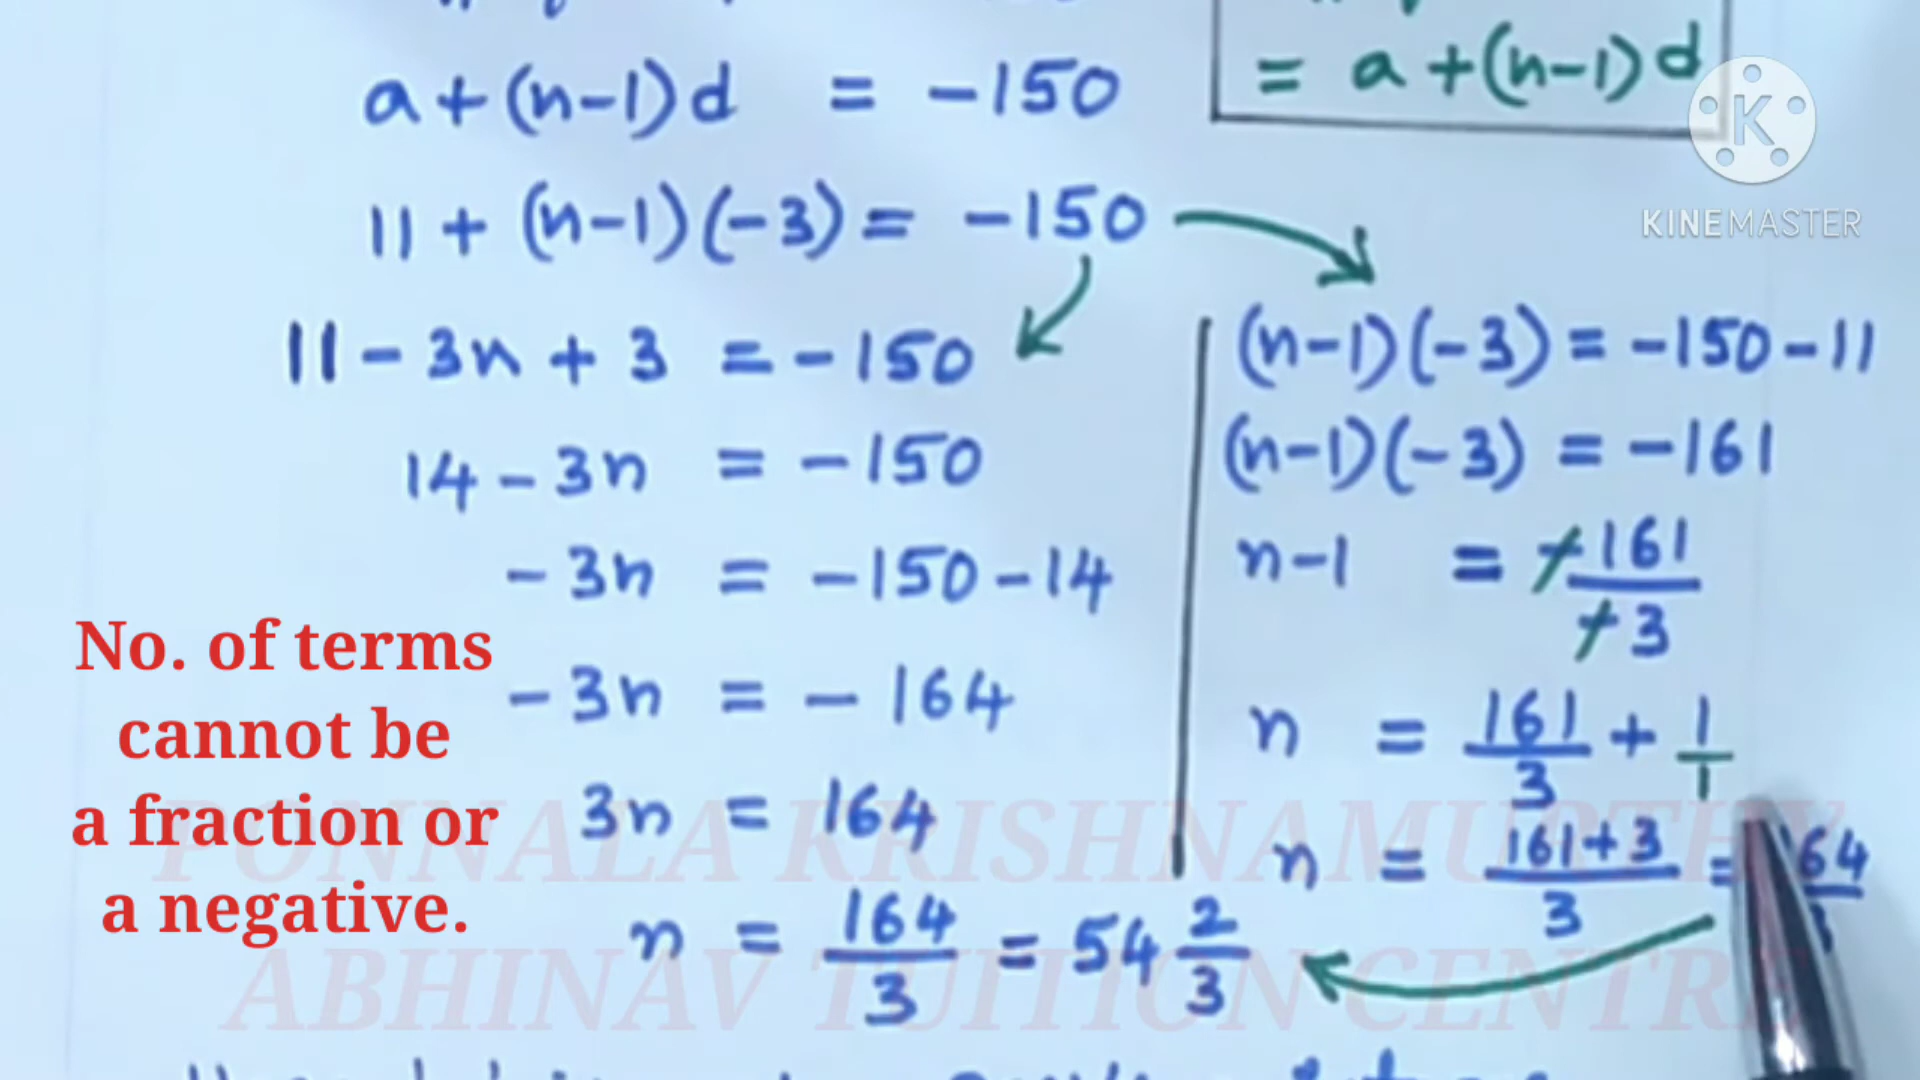 a + (n-1)d = -150
= a + (n-1)d
K
KINEMASTER
11 + (n-1)(-3) = -150
11 - 3n + 3 = -150
14 - 3n = -150
-3n = -150 - 14
-3n = - 164
3n = 164
n = 164/3 = 54 2/3
(n-1)(-3) = -150 - 11
(n-1)(-3) = -161
n-1 = -161/-3
n = 161/3 + 1/1
n = 161+3/3 = 64
No. of terms
cannot be
a fraction or
a negative.
PONNALA KRISHNAMURTHY
ABHINAV TUITION CENTRE